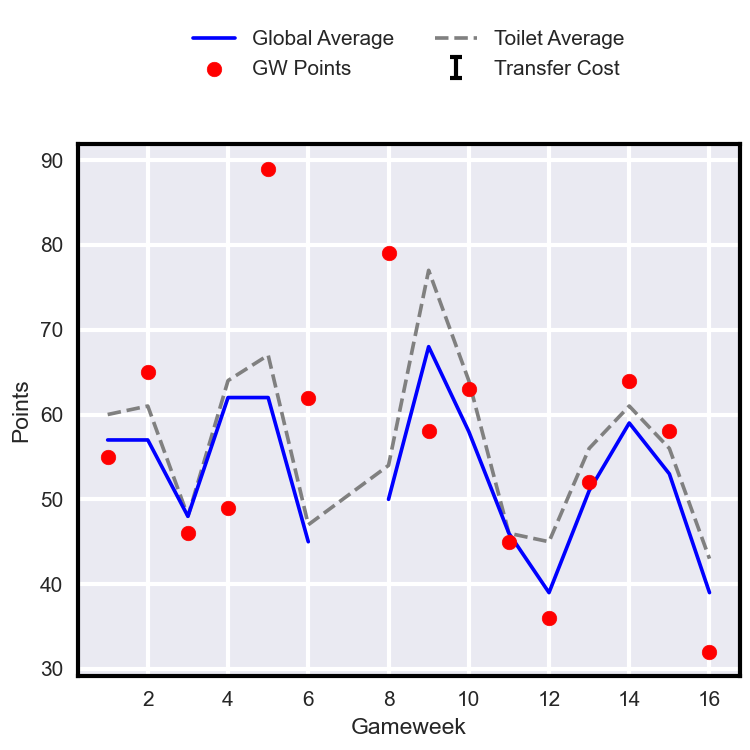 Global Average
Toilet Average
GW Points
Transfer Cost
90
80
70
60
50
40
30
Points
2 4 6 8 10 12 14 16
Gameweek